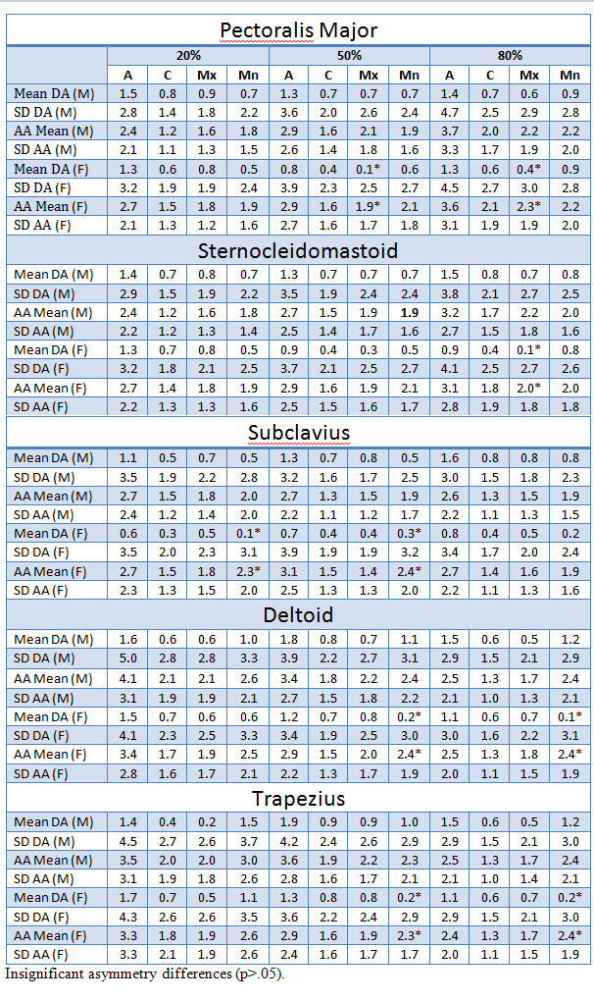 Pectoralis Major
20% 50% 80%
A C Mx Mn A C Mx Mn A C Mx Mn
Mean DA (M) 1.5 0.8 0.9 0.7 1.3 0.7 0.7 0.7 1.4 0.7 0.6 0.9
SD DA (M) 2.8 1.4 1.8 2.2 3.6 2.0 2.6 2.4 4.7 2.5 2.9 2.8
AA Mean (M) 2.4 1.2 1.6 1.8 2.9 1.6 2.1 1.9 3.7 2.0 2.2 2.2
SD AA (M) 2.1 1.1 1.3 1.5 2.6 1.4 1.8 1.6 3.3 1.7 1.9 2.0
Mean DA (F) 1.3 0.6 0.8 0.5 0.8 0.4 0.1* 0.6 1.3 0.6 0.4* 0.9
SD DA (F) 3.2 1.9 1.9 2.4 3.9 2.3 2.5 2.7 4.5 2.7 3.0 2.8
AA Mean (F) 2.7 1.5 1.8 1.9 2.9 1.6 1.9* 2.1 3.6 2.1 2.3* 2.2
SD AA (F) 2.1 1.3 1.2 1.6 2.7 1.6 1.7 1.8 3.1 1.9 1.9 2.0
Sternocleidomastoid
Mean DA (M) 1.4 0.7 0.8 0.7 1.3 0.7 0.7 0.7 1.5 0.8 0.7 0.8
SD DA (M) 2.9 1.5 1.9 2.2 3.5 1.9 2.4 2.4 3.8 2.1 2.7 2.5
AA Mean (M) 2.4 1.2 1.6 1.8 2.7 1.5 1.9 1.9 3.2 1.7 2.2 2.0
SD AA (M) 2.2 1.2 1.3 1.4 2.5 1.4 1.7 1.6 2.7 1.5 1.8 1.6
Mean DA (F) 1.3 0.7 0.8 0.5 0.9 0.4 0.3 0.5 0.9 0.4 0.1* 0.8
SD DA (F) 3.2 1.8 2.1 2.5 3.7 2.1 2.5 2.7 4.1 2.5 2.7 2.6
AA Mean (F) 2.7 1.4 1.8 1.9 2.9 1.6 1.9 2.1 3.1 1.8 2.0* 2.0
SD AA (F) 2.2 1.3 1.3 1.6 2.5 1.5 1.6 1.7 2.8 1.9 1.8 1.8
Subclavius
Mean DA (M) 1.1 0.5 0.7 0.5 1.3 0.7 0.8 0.5 1.6 0.8 0.8 0.8
SD DA (M) 3.5 1.9 2.2 2.8 3.2 1.6 1.7 2.5 3.0 1.5 1.8 2.3
AA Mean (M) 2.7 1.5 1.8 2.0 2.7 1.3 1.5 1.9 2.6 1.3 1.5 1.9
SD AA (M) 2.4 1.2 1.4 2.0 2.2 1.1 1.2 1.7 2.2 1.1 1.3 1.5
Mean DA (F) 0.6 0.3 0.5 0.1* 0.7 0.4 0.4 0.3* 0.8 0.4 0.5 0.2
SD DA (F) 3.5 2.0 2.3 3.1 3.9 1.9 1.9 3.2 3.4 1.7 2.0 2.4
AA Mean (F) 2.7 1.5 1.8 2.3* 3.1 1.5 1.4 2.4* 2.7 1.4 1.6 1.9
SD AA (F) 2.3 1.3 1.5 2.0 2.5 1.3 1.3 2.0 2.2 1.1 1.3 1.6
Deltoid
Mean DA (M) 1.6 0.6 0.6 1.0 1.8 0.8 0.7 1.1 1.5 0.6 0.5 1.2
SD DA (M) 5.0 2.8 2.8 3.3 3.9 2.2 2.7 3.1 2.9 1.5 2.1 2.9
AA Mean (M) 4.1 2.1 2.1 2.6 3.4 1.8 2.2 2.4 2.5 1.3 1.7 2.4
SD AA (M) 3.1 1.9 1.9 2.1 2.7 1.5 1.8 2.2 2.1 1.0 1.3 2.1
Mean DA (F) 1.5 0.7 0.6 0.6 1.2 0.7 0.8 0.2* 1.1 0.6 0.7 0.1*
SD DA (F) 4.1 2.3 2.5 3.3 3.4 1.9 2.5 3.0 3.0 1.6 2.2 3.1
AA Mean (F) 3.4 1.7 1.9 2.5 2.9 1.5 2.0 2.4* 2.5 1.3 1.8 2.4*
SD AA (F) 2.8 1.6 1.7 2.1 2.2 1.3 1.7 1.9 2.0 1.1 1.5 1.9
Trapezius
Mean DA (M) 1.4 0.4 0.2 1.5 1.9 0.9 0.9 1.0 1.5 0.6 0.5 1.2
SD DA (M) 4.5 2.7 2.6 3.7 4.2 2.4 2.6 2.9 2.9 1.5 2.1 3.0
AA Mean (M) 3.5 2.0 2.0 3.0 3.6 1.9 2.2 2.3 2.5 1.3 1.7 2.4
SD AA (M) 3.1 1.9 1.8 2.6 2.8 1.6 1.7 2.1 2.1 1.0 1.4 2.1
Mean DA (F) 1.7 0.7 0.5 1.1 1.3 0.8 0.8 0.2* 1.1 0.6 0.7 0.2*
SD DA (F) 4.3 2.6 2.6 3.5 3.6 2.2 2.4 2.9 2.9 1.5 2.1 3.0
AA Mean (F) 3.3 1.8 1.9 2.6 2.9 1.6 1.9 2.3* 2.4 1.3 1.7 2.4*
SD AA (F) 3.3 2.1 1.9 2.6 2.4 1.6 1.7 1.7 2.0 1.1 1.5 1.9
Insignificant asymmetry differences (p>.05).